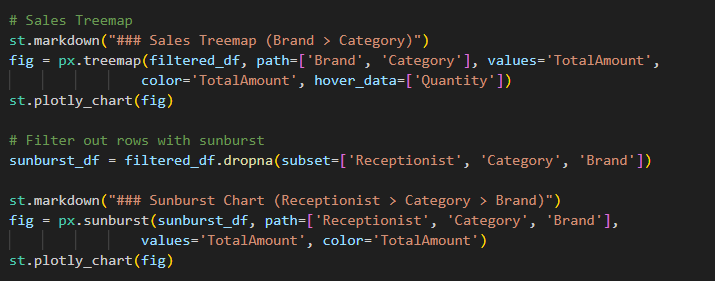 # Sales Treemap
st.markdown("### Sales Treemap (Brand > Category)")
fig = px.treemap(filtered_df, path=['Brand', 'Category'], values='TotalAmount',
                 color='TotalAmount', hover_data=['Quantity'])
st.plotly_chart(fig)

# Filter out rows with sunburst
sunburst_df = filtered_df.dropna(subset=['Receptionist', 'Category', 'Brand'])

st.markdown("### Sunburst Chart (Receptionist > Category > Brand)")
fig = px.sunburst(sunburst_df, path=['Receptionist', 'Category', 'Brand'],
                 values='TotalAmount', color='TotalAmount')
st.plotly_chart(fig)